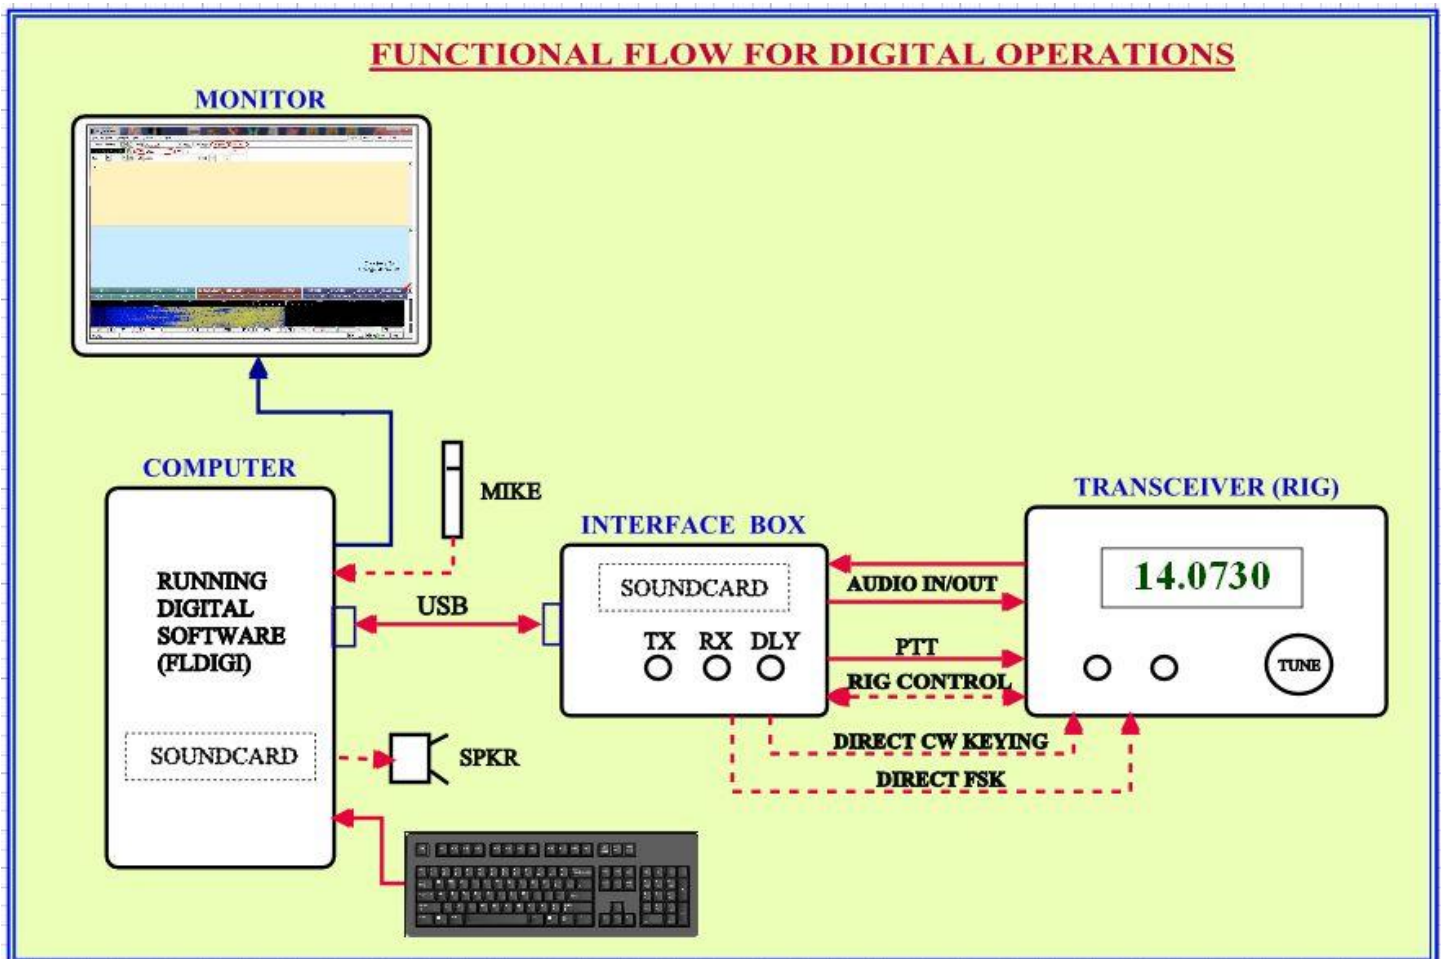 FUNCTIONAL FLOW FOR DIGITAL OPERATIONS
MONITOR
COMPUTER
RUNNING
DIGITAL
SOFTWARE
(FLDIGI)
SOUNDCARD
MIKE
USB
SPKR
INTERFACE BOX
SOUNDCARD
TX RX DLY
AUDIO IN/OUT
PTT
RIG CONTROL
DIRECT CW KEYING
DIRECT FSK
TRANSCEIVER (RIG)
14.0730
TUNE